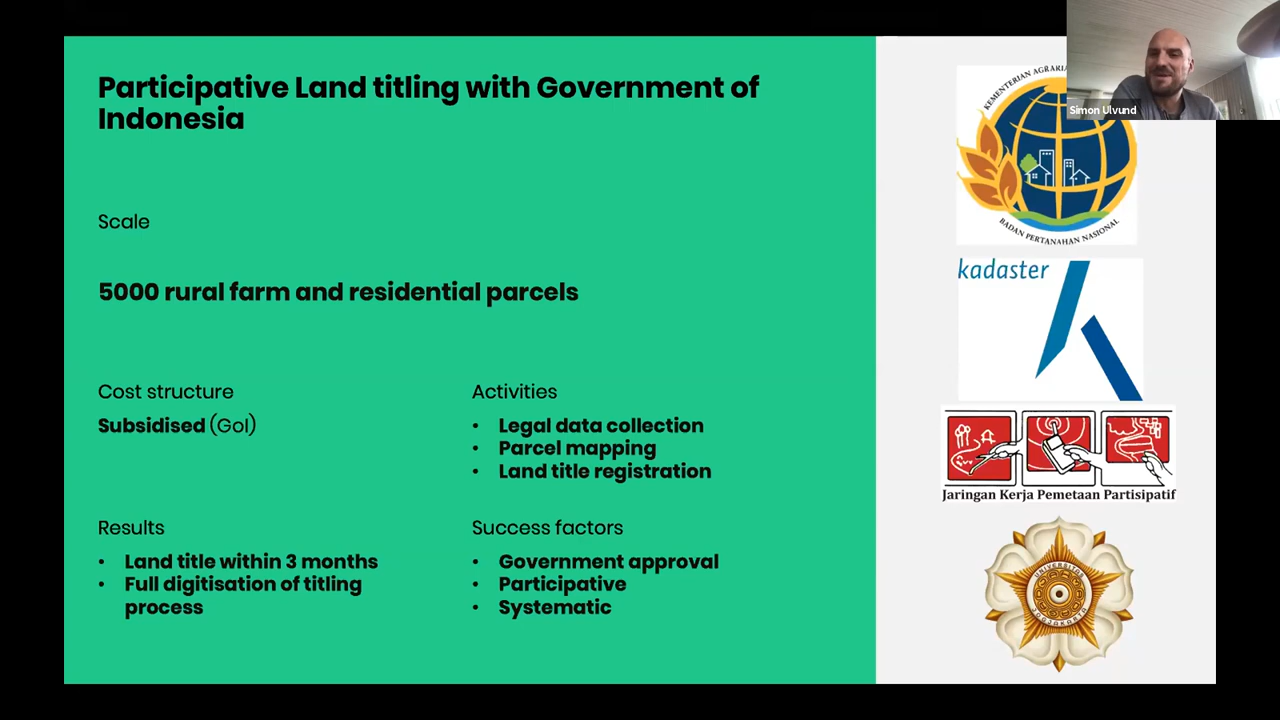 Participative Land titling with Government of
Indonesia
Scale
5000 rural farm and residential parcels
Cost structure
Subsidised (GoI)
Activities
• Legal data collection
• Parcel mapping
• Land title registration
Results
• Land title within 3 months
• Full digitisation of titling
process
Success factors
• Government approval
• Participative
• Systematic
Simon Ulvund
KEMENTERIAN AGRARIA
BADAN PERTANAHAN NASIONAL
kadaster
Jaringan Kerja Pemetaan Partisipatif
UNIVERSITAS
JOGJAKARTA